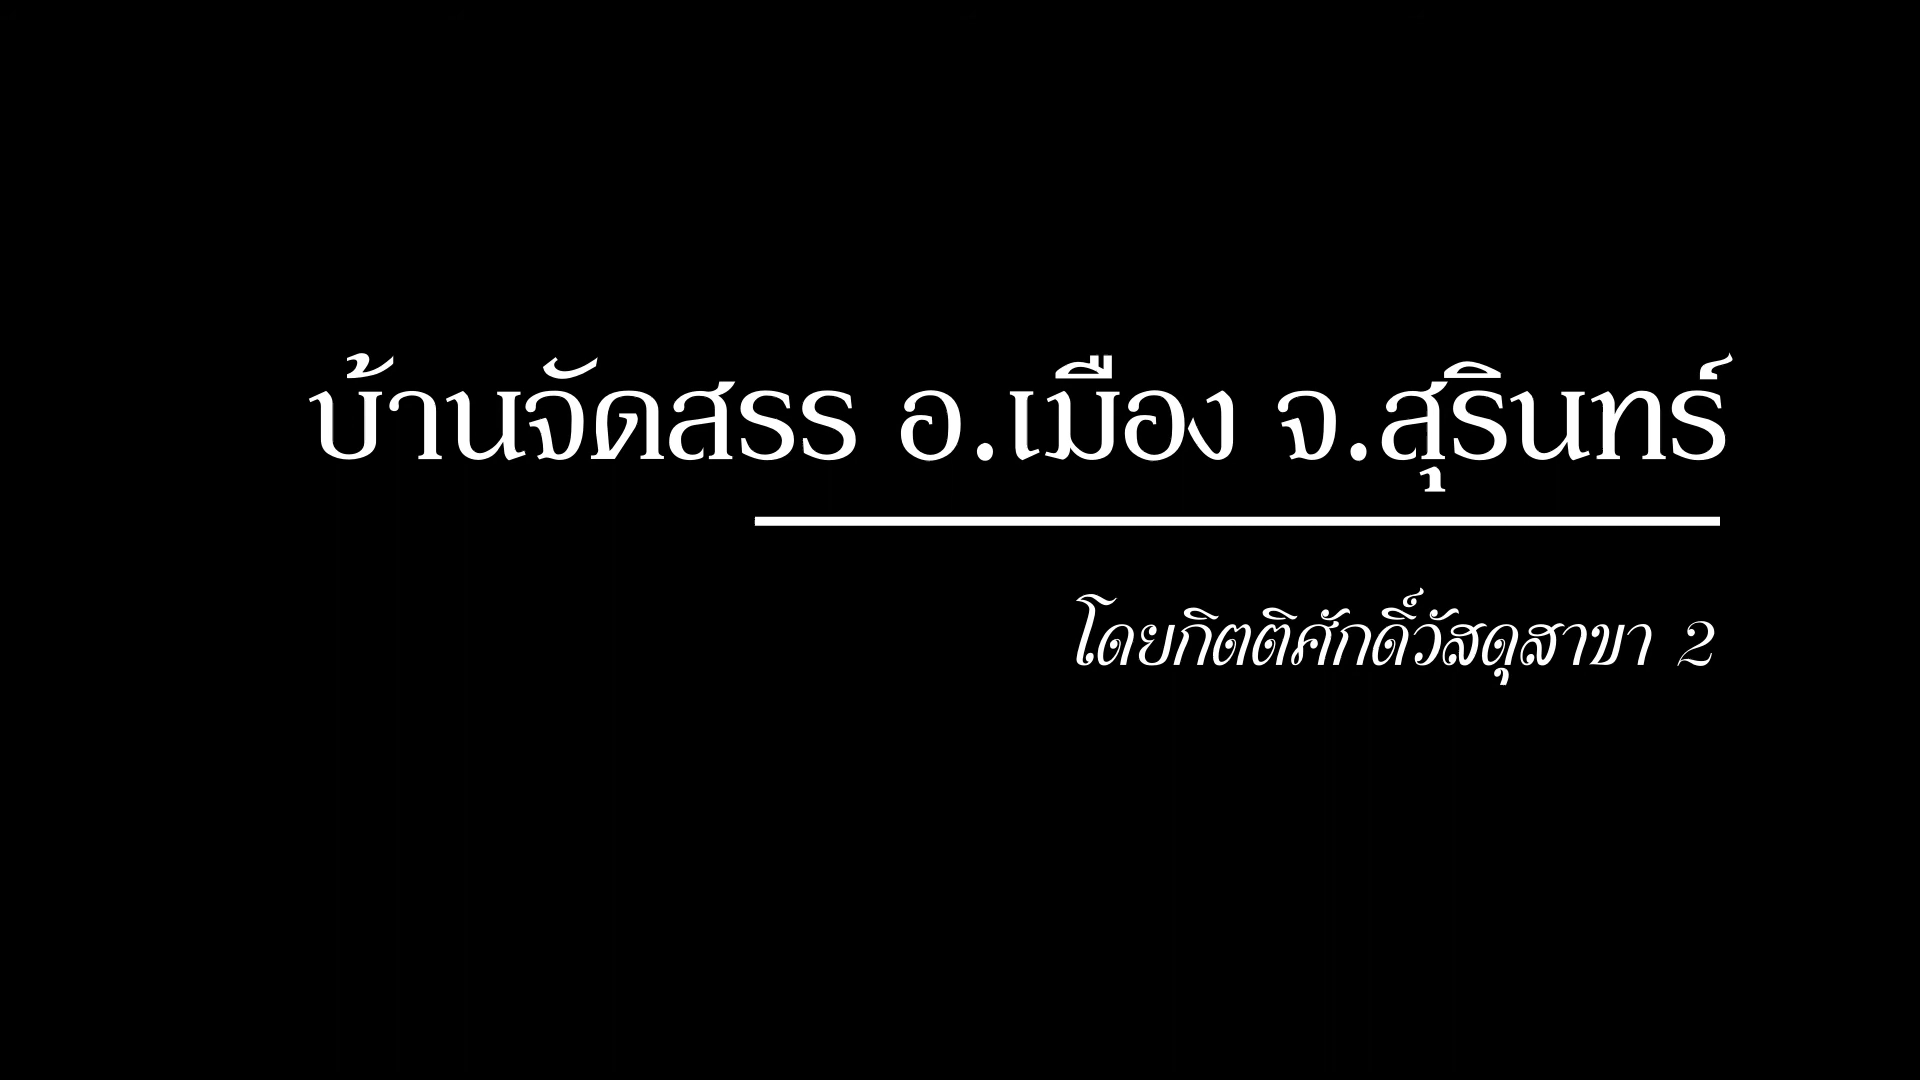 บ้านจัดสรร อ.เมือง จ.สุรินทร์
โดยกิตติศักดิ์วัสดุสาขา 2